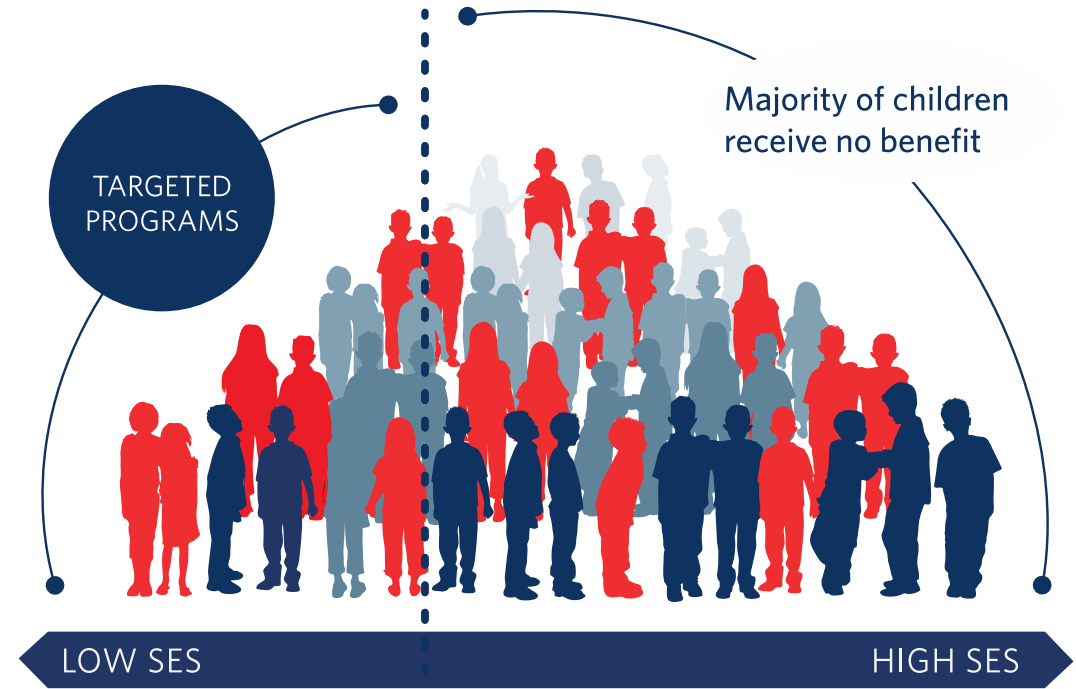 TARGETED
PROGRAMS
Majority of children
receive no benefit
LOW SES
HIGH SES